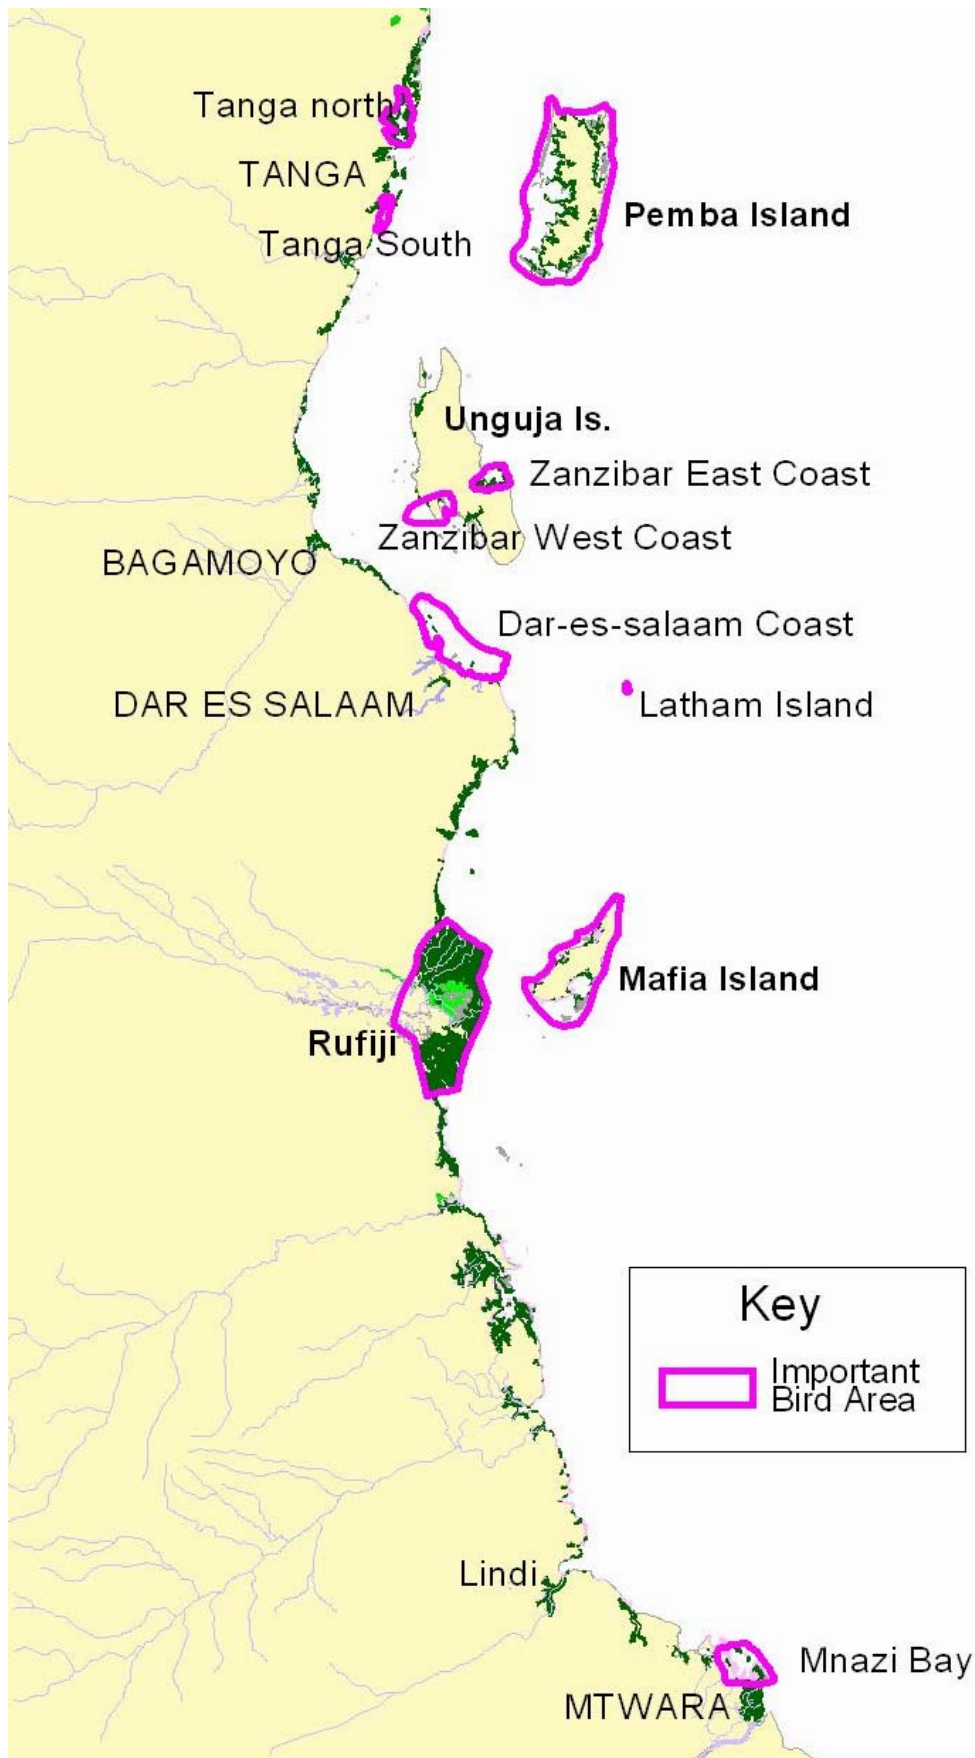 Tanga north
TANGA
Pemba Island
Tanga South
Unguja Is.
Zanzibar East Coast
Zanzibar West Coast
BAGAMOYO
Dar-es-salaam Coast
DAR ES SALAAM
Latham Island
Mafia Island
Rufiji
Key
Important
Bird Area
Lindi
Mnazi Bay
MTWARA